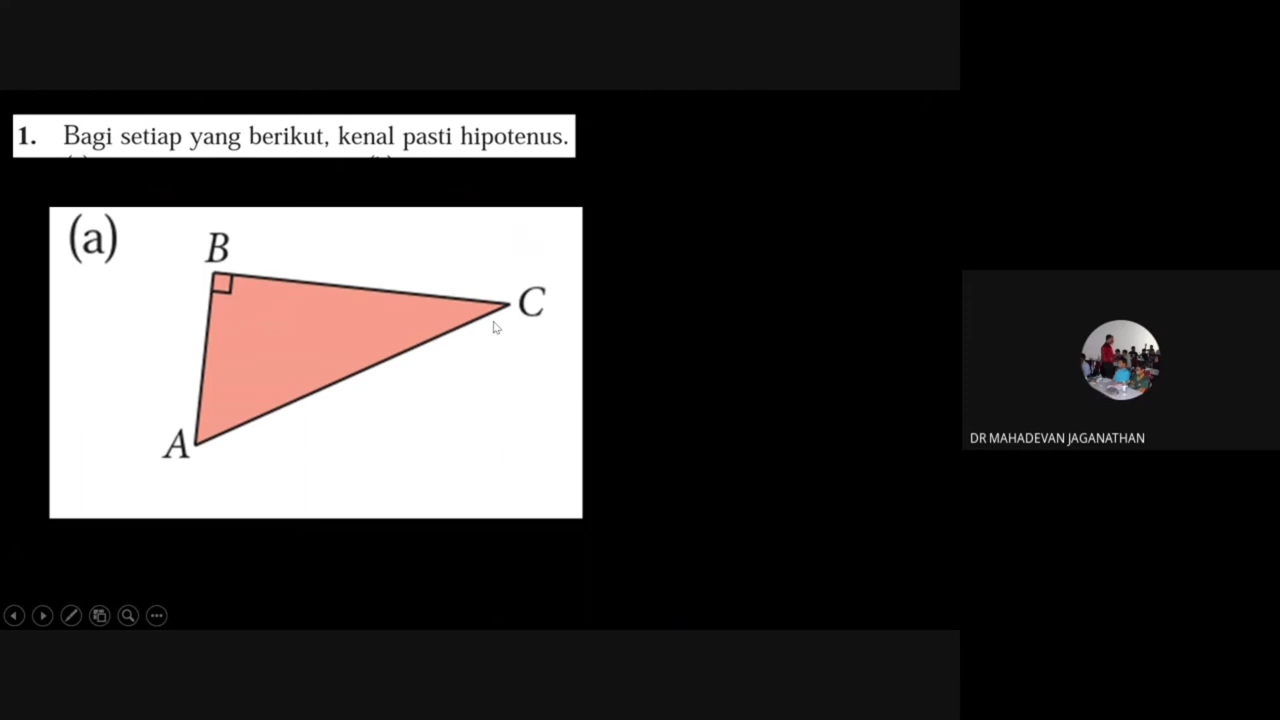 1. Bagi setiap yang berikut, kenal pasti hipotenus.
(a)
B
C
A
DR MAHADEVAN JAGANATHAN